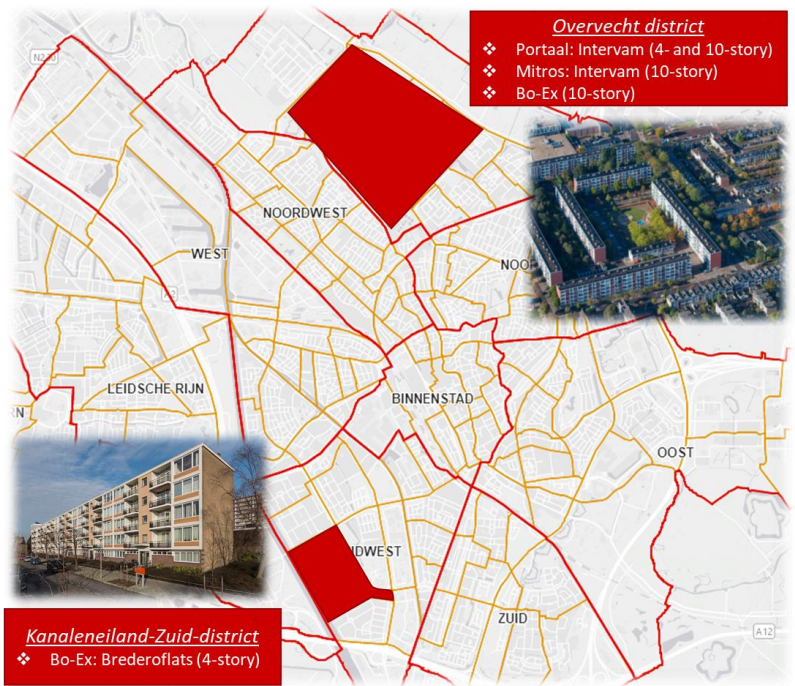 Overvecht district
❖ Portaal: Intervam (4- and 10-story)
❖ Mitros: Intervam (10-story)
❖ Bo-Ex (10-story)
NOORDWEST
WEST
NOO
LEIDSCHE RIJN
BINNENSTAD
RN
OOST
IDWEST
ZUID
A12
Kanaleneiland-Zuid-district
❖ Bo-Ex: Brederoflats (4-story)